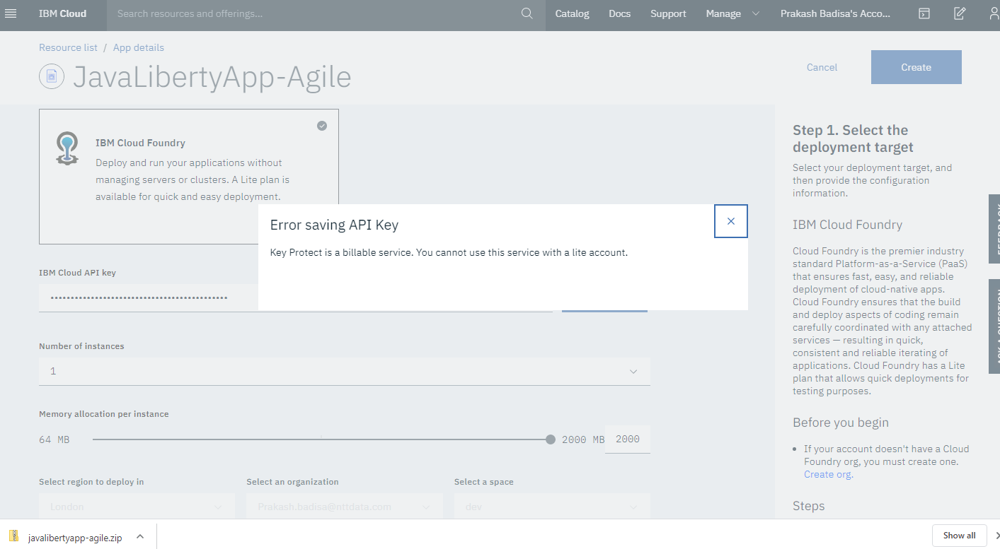 IBM Cloud
Search resources and offerings...
Catalog
Docs
Support
Manage
Prakash Badisa's Acco...
Resource list / App details
JavaLibertyApp-Agile
Cancel
Create
IBM Cloud Foundry
Deploy and run your applications without
managing servers or clusters. A Lite plan is
available for quick and easy deployment.
Error saving API Key
Key Protect is a billable service. You cannot use this service with a lite account.
IBM Cloud API key
••••••••••••••••••••••••••••••••••••••••••••
Number of instances
1
Memory allocation per instance
64 MB
2000 MB
2000
Select region to deploy in
London
Select an organization
Prakash.badisa@nttdata.com
Select a space
dev
Step 1. Select the
deployment target
Select your deployment target, and
then provide the configuration
information.
IBM Cloud Foundry
Cloud Foundry is the premier industry
standard Platform-as-a-Service (PaaS)
that ensures fast, easy, and reliable
deployment of cloud-native apps.
Cloud Foundry ensures that the build
and deploy aspects of coding remain
carefully coordinated with any attached
services — resulting in quick,
consistent and reliable iterating of
applications. Cloud Foundry has a Lite
plan that allows quick deployments for
testing purposes.
Before you begin
• If your account doesn't have a Cloud
Foundry org, you must create one.
Create org.
Steps
FEEDBACK
ASK A QUESTION
javalibertyapp-agile.zip
Show all